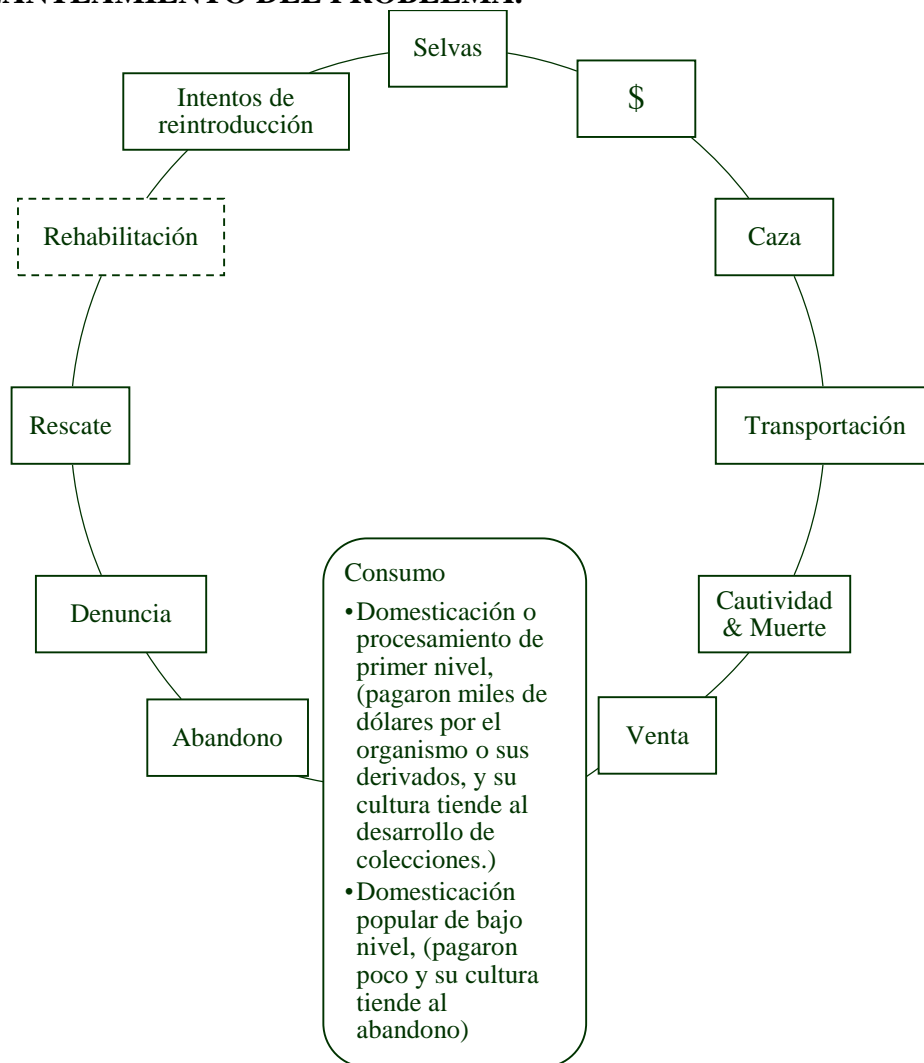 Selvas
$
Caza
Transportación
Cautividad
& Muerte
Venta
Consumo
•Domesticación o
procesamiento de
primer nivel,
(pagaron miles de
dólares por el
organismo o sus
derivados, y su
cultura tiende al
desarrollo de
colecciones.)
•Domesticación
popular de bajo
nivel, (pagaron
poco y su cultura
tiende al
abandono)
Abandono
Denuncia
Rescate
Rehabilitación
Intentos de
reintroducción